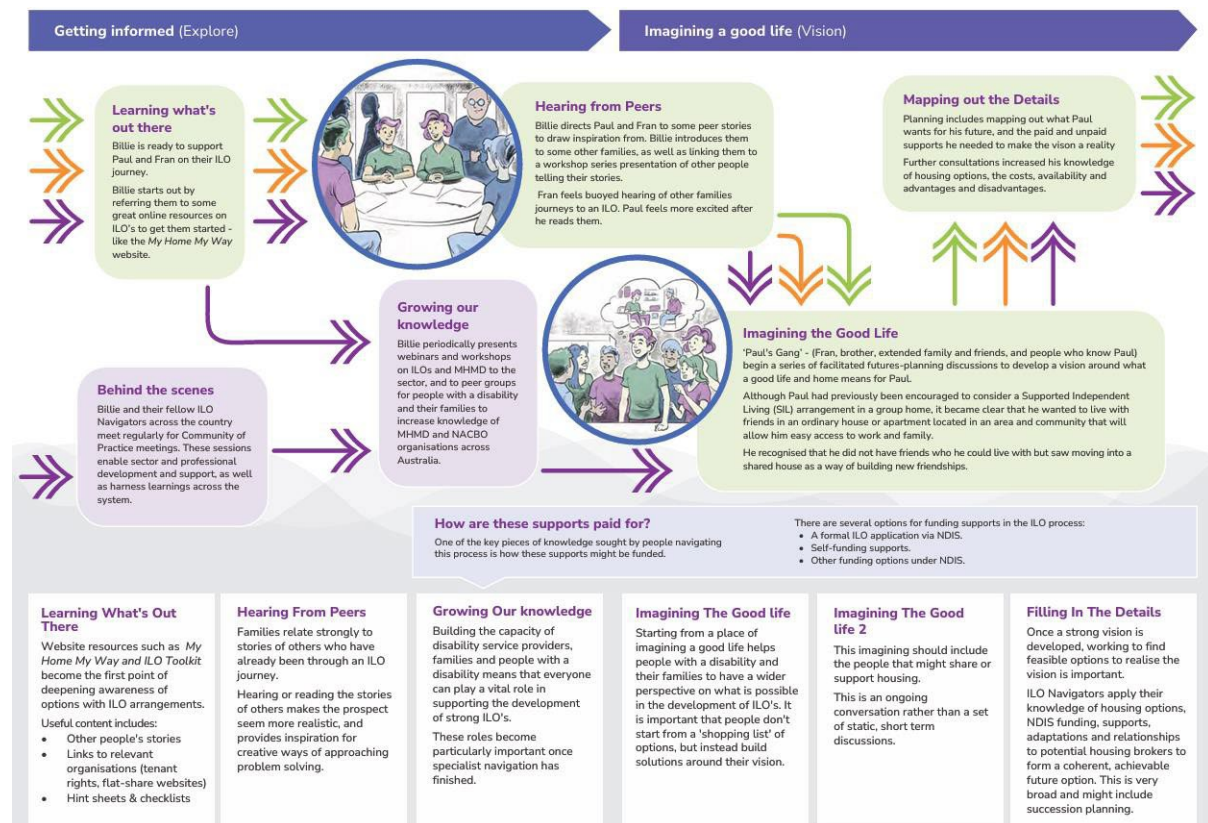 Getting informed (Explore)
Imagining a good life (Vision)
Learning what's
out there
Billie is ready to support
Paul and Fran on their ILO
journey.
Billie starts out by
referring them to some
great online resources on
ILO's to get them started -
like the My Home My Way
website.
Hearing from Peers
Billie directs Paul and Fran to some peer stories
to draw inspiration from. Billie introduces them
to some other families, as well as linking them to
a workshop series presentation of other people
telling their stories.
Fran feels buoyed hearing of other families
journeys to an ILO. Paul feels more excited after
he reads them.
Mapping out the Details
Planning includes mapping out what Paul
wants for his future, and the paid and unpaid
supports he needed to make the vison a reality
Further consultations increased his knowledge
of housing options, the costs, availability and
advantages and disadvantages.
Growing our
knowledge
Billie periodically presents
webinars and workshops
on ILOs and MHMD to the
sector, and to peer groups
for people with a disability
and their families to
increase knowledge of
MHMD and NACBO
organisations across
Australia.
Imagining the Good Life
'Paul's Gang' - (Fran, brother, extended family and friends, and people who know Paul)
begin a series of facilitated futures-planning discussions to develop a vision around what
a good life and home means for Paul.
Although Paul had previously been encouraged to consider a Supported Independent
Living (SIL) arrangement in a group home, it became clear that he wanted to live with
friends in an ordinary house or apartment located in an area and community that will
allow him easy access to work and family.
He recognised that he did not have friends who he could live with but saw moving into a
shared house as a way of building new friendships.
Behind the scenes
Billie and their fellow ILO
Navigators across the country
meet regularly for Community of
Practice meetings. These sessions
enable sector and professional
development and support, as well
as harness learnings across the
system.
How are these supports paid for?
One of the key pieces of knowledge sought by people navigating
this process is how these supports might be funded.
There are several options for funding supports in the ILO process:
• A formal ILO application via NDIS.
• Self-funding supports.
• Other funding options under NDIS.
Learning What's Out
There
Website resources such as My
Home My Way and ILO Toolkit
become the first point of
deepening awareness of
options with ILO arrangements.
Useful content includes:
• Other people's stories
• Links to relevant
organisations (tenant
rights, flat-share websites)
• Hint sheets & checklists
Hearing From Peers
Families relate strongly to
stories of others who have
already been through an ILO
journey.
Hearing or reading the stories
of others makes the prospect
seem more realistic, and
provides inspiration for
creative ways of approaching
problem solving.
Growing Our knowledge
Building the capacity of
disability service providers,
families and people with a
disability means that everyone
can play a vital role in
supporting the development
of strong ILO's.
These roles become
particularly important once
specialist navigation has
finished.
Imagining The Good life
Starting from a place of
imagining a good life helps
people with a disability and
their families to have a wider
perspective on what is possible
in the development of ILO's. It
is important that people don't
start from a 'shopping list' of
options, but instead build
solutions around their vision.
Imagining The Good
life 2
This imagining should include
the people that might share or
support housing.
This is an ongoing
conversation rather than a set
of static, short term
discussions.
Filling In The Details
Once a strong vision is
developed, working to find
feasible options to realise the
vision is important.
ILO Navigators apply their
knowledge of housing options,
NDIS funding, supports,
adaptations and relationships
to potential housing brokers to
form a coherent, achievable
future option. This is very
broad and might include
succession planning.